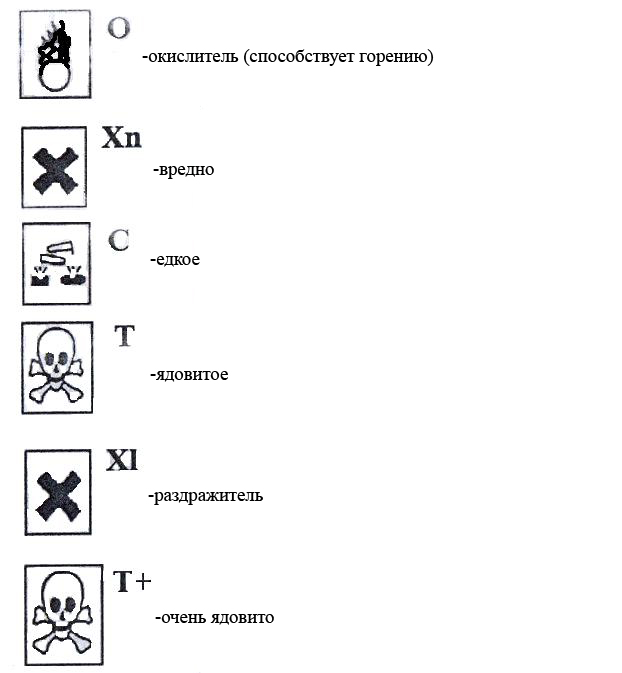 O
-окислитель (способствует горению)
Xn
-вредно
C
-едкое
T
-ядовитое
Xl
-раздражитель
T+
-очень ядовито